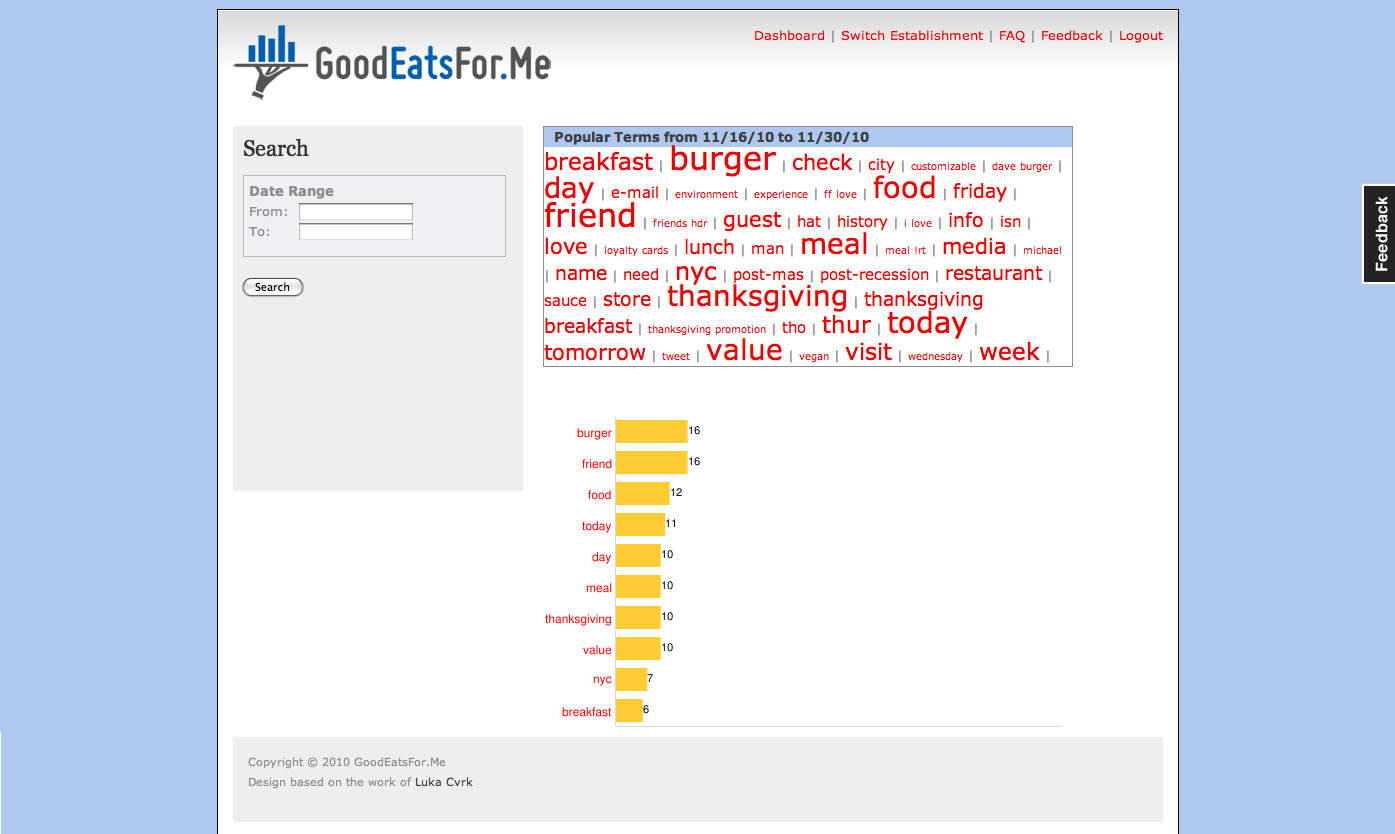 GoodEatsFor.Me
Dashboard | Switch Establishment | FAQ | Feedback | Logout
Search
Date Range
From:
To:
Search
Popular Terms from 11/16/10 to 11/30/10
breakfast | burger | check | city | customizable | dave burger |
day | e-mail | environment | experience | ff love | food | friday |
friend | friends hdr | guest | hat | history | i love | info | isn |
love | loyalty cards | lunch | man | meal | meal !rt | media | michael
| name | need | nyc | post-mas | post-recession | restaurant |
sauce | store | thanksgiving | thanksgiving
breakfast | thanksgiving promotion | tho | thur | today |
tomorrow | tweet | value | vegan | visit | wednesday | week |
burger 16
friend 16
food 12
today 11
day 10
meal 10
thanksgiving 10
value 10
nyc 7
breakfast 6
Feedback
Copyright © 2010 GoodEatsFor.Me
Design based on the work of Luka Cvrk